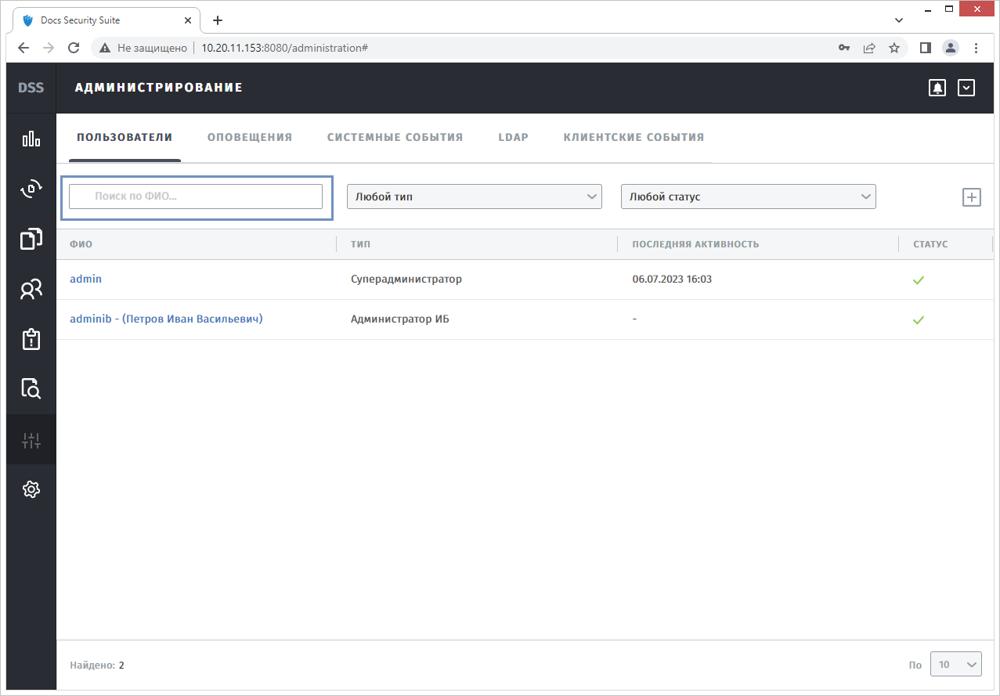 Docs Security Suite
Не защищено 10.20.11.153:8080/administration#
DSS АДМИНИСТРИРОВАНИЕ
ПОЛЬЗОВАТЕЛИ ОПОВЕЩЕНИЯ СИСТЕМНЫЕ СОБЫТИЯ LDAP КЛИЕНТСКИЕ СОБЫТИЯ
Поиск по ФИО... Любой тип Любой статус
ФИО ТИП ПОСЛЕДНЯЯ АКТИВНОСТЬ СТАТУС
admin Суперадминистратор 06.07.2023 16:03
adminib - (Петров Иван Васильевич) Администратор ИБ -
Найдено: 2 По 10